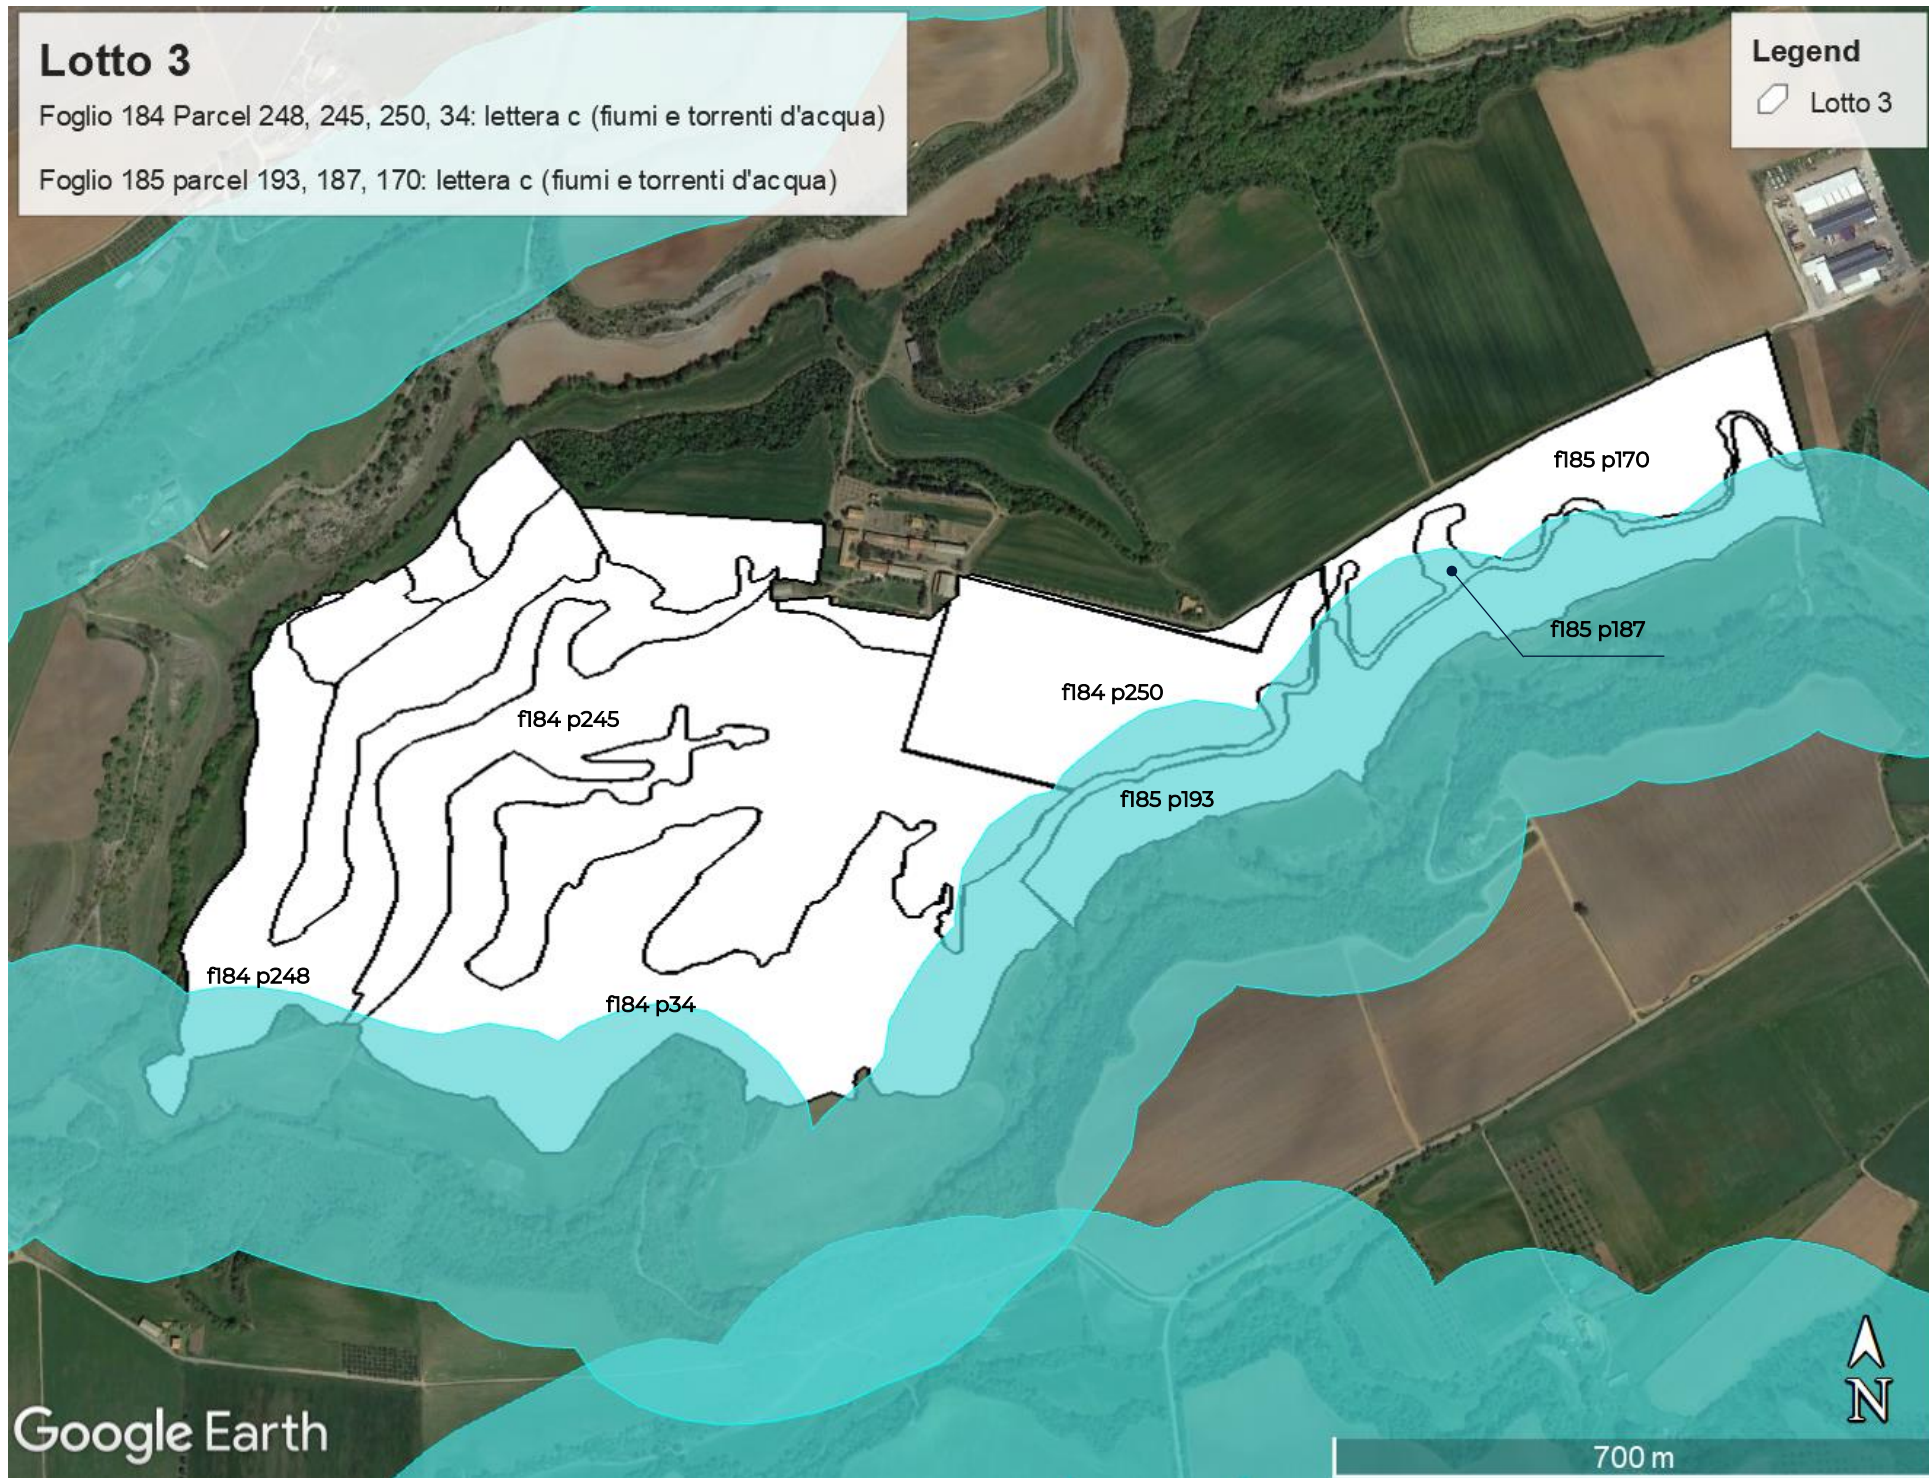 Lotto 3
Foglio 184 Parcel 248, 245, 250, 34: lettera c (fiumi e torrenti d'acqua)
Foglio 185 parcel 193, 187, 170: lettera c (fiumi e torrenti d'acqua)
Legend
Lotto 3
f185 p170
f185 p187
f184 p250
f184 p245
f185 p193
f184 p248
f184 p34
N
Google Earth
700 m